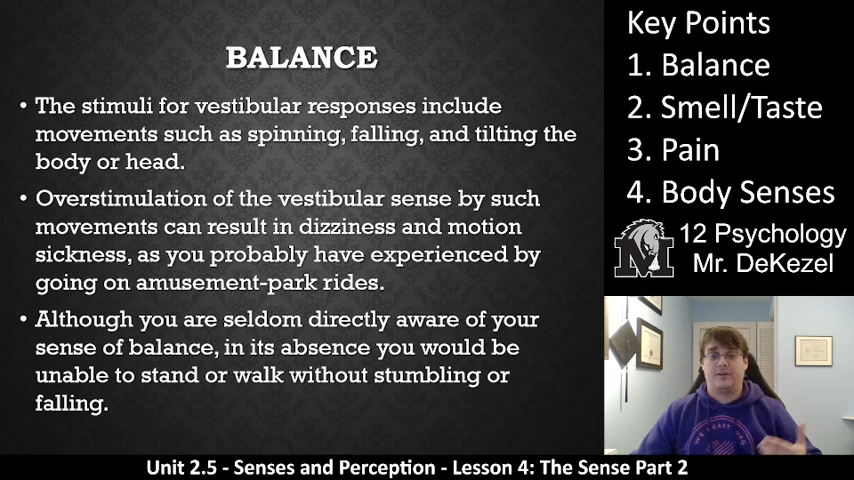 BALANCE
• The stimuli for vestibular responses include
movements such as spinning, falling, and tilting the
body or head.
• Overstimulation of the vestibular sense by such
movements can result in dizziness and motion
sickness, as you probably have experienced by
going on amusement-park rides.
• Although you are seldom directly aware of your
sense of balance, in its absence you would be
unable to stand or walk without stumbling or
falling.
Key Points
1. Balance
2. Smell/Taste
3. Pain
4. Body Senses
M
12 Psychology
Mr. DeKezel
Unit 2.5 - Senses and Perception - Lesson 4: The Sense Part 2